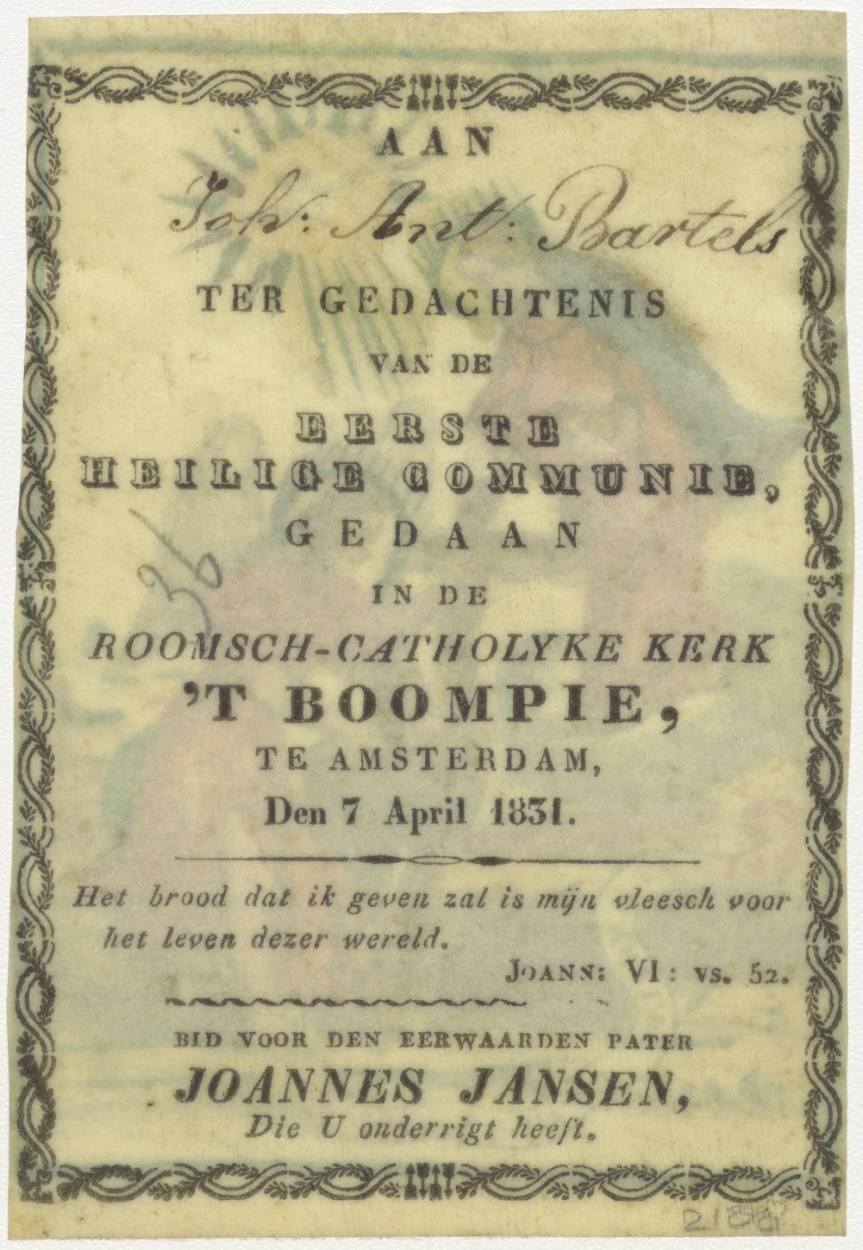 AAN
Joh: Ant: Bartels
TER GEDACHTENIS
VAN DE
EERSTE
HEILIGE COMMUNIE,
GEDAAN
IN DE
ROOMSCH-CATHOLYKE KERK
'T BOOMPIE,
TE AMSTERDAM,
Den 7 April 1831.
Het brood dat ik geven zal is mijn vleesch voor
het leven dezer wereld.
JOANN: VI: vs. 52.
BID VOOR DEN EERWAARDEN PATER
JOANNES JANSEN,
Die U onderrigt heeft.
36